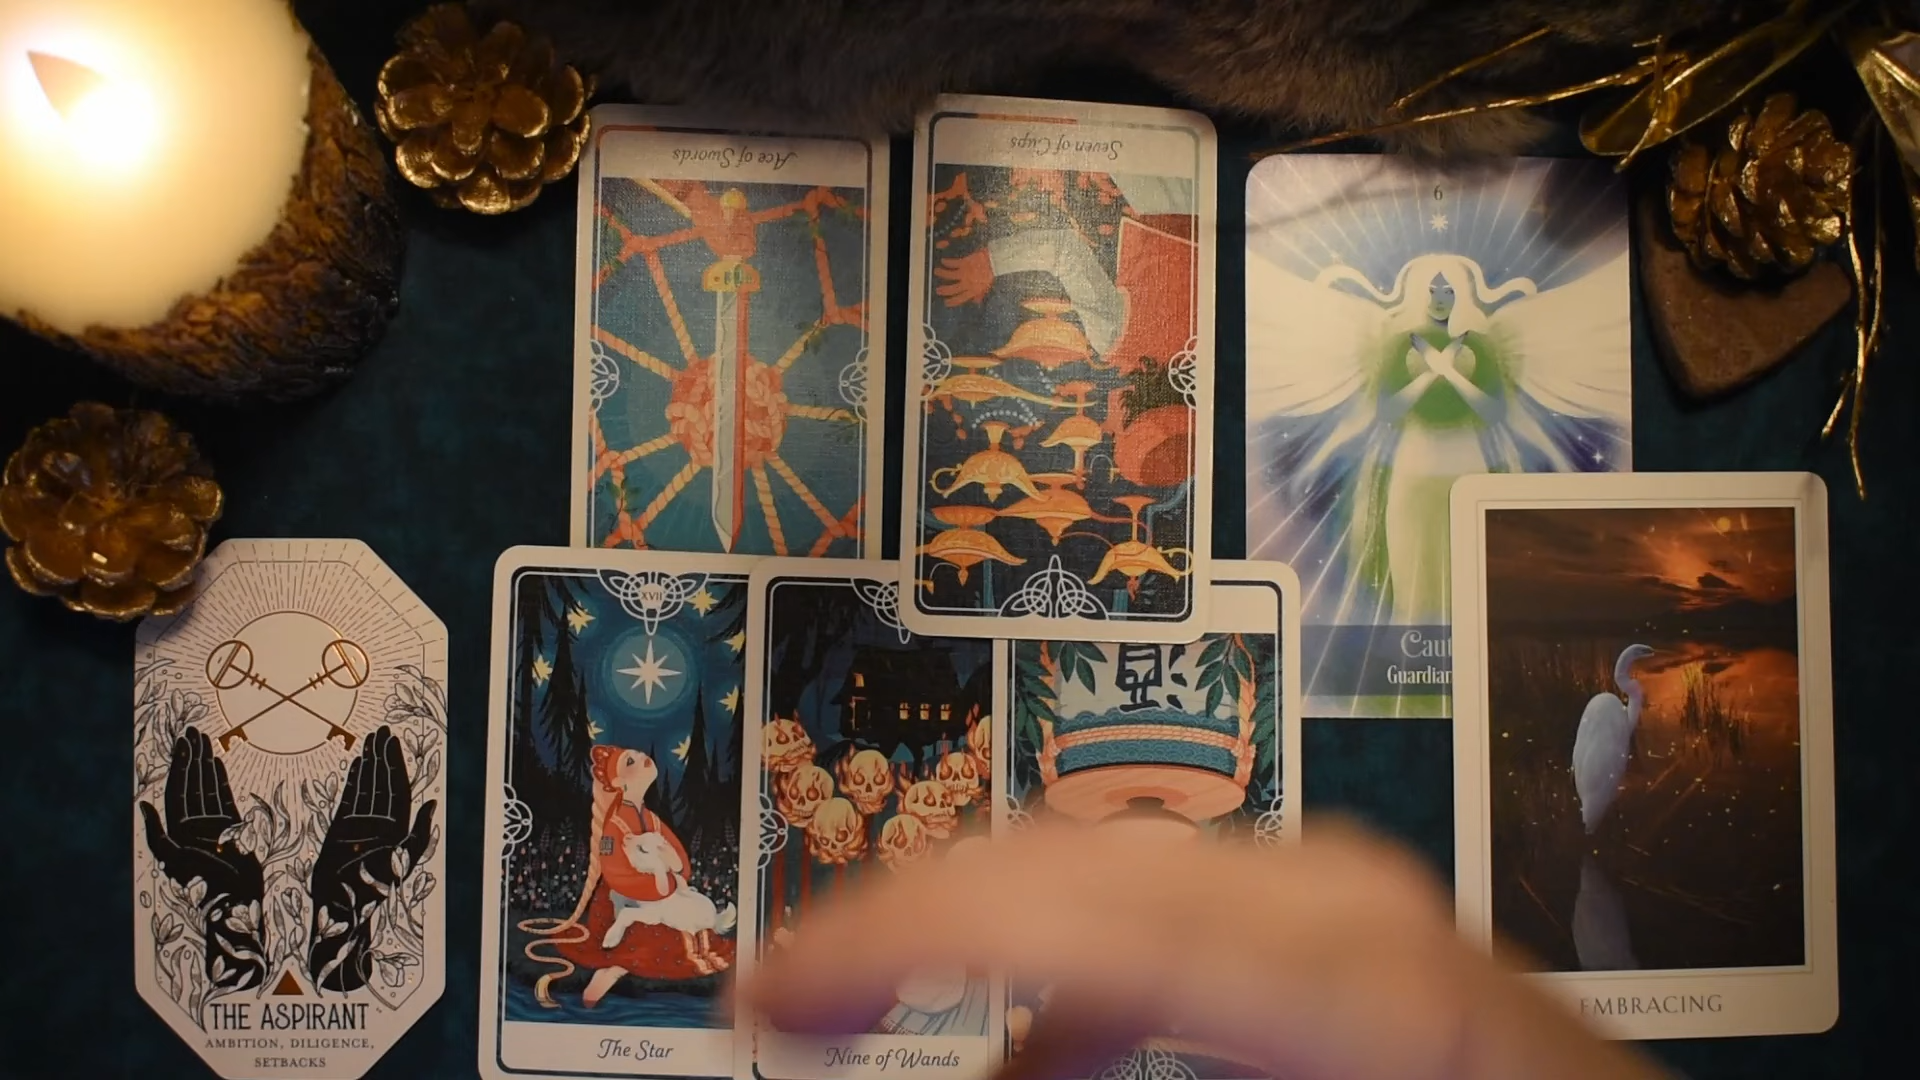 Ace of Swords
Seven of Cups
6
Caut
Guardian
XVII
THE ASPIRANT
AMBITION, DILIGENCE,
SETBACKS
The Star
Nine of Wands
EMBRACING